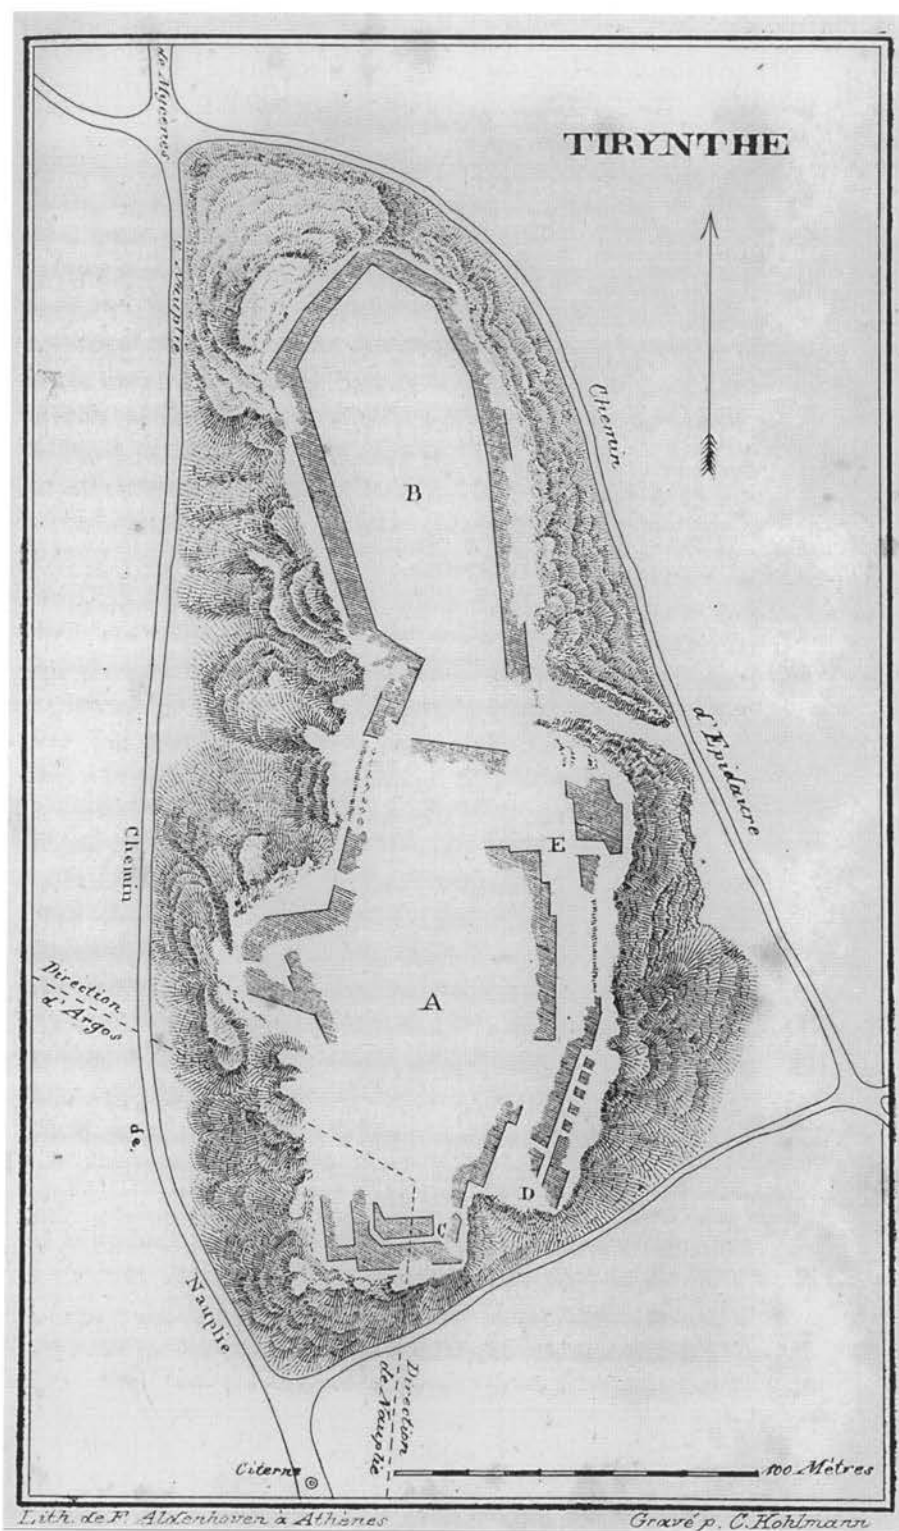 TIRYNTHE
de Mycènes
à Nauplie
Chemin
d'Epidaure
B
E
A
D
C
Chemin
de
Nauplie
Direction
d'Argos
Direction
de Nauplie
Citerne
100 Mètres
Lith. de F. Aldenhoven à Athènes
Gravé p. C. Kohlmann